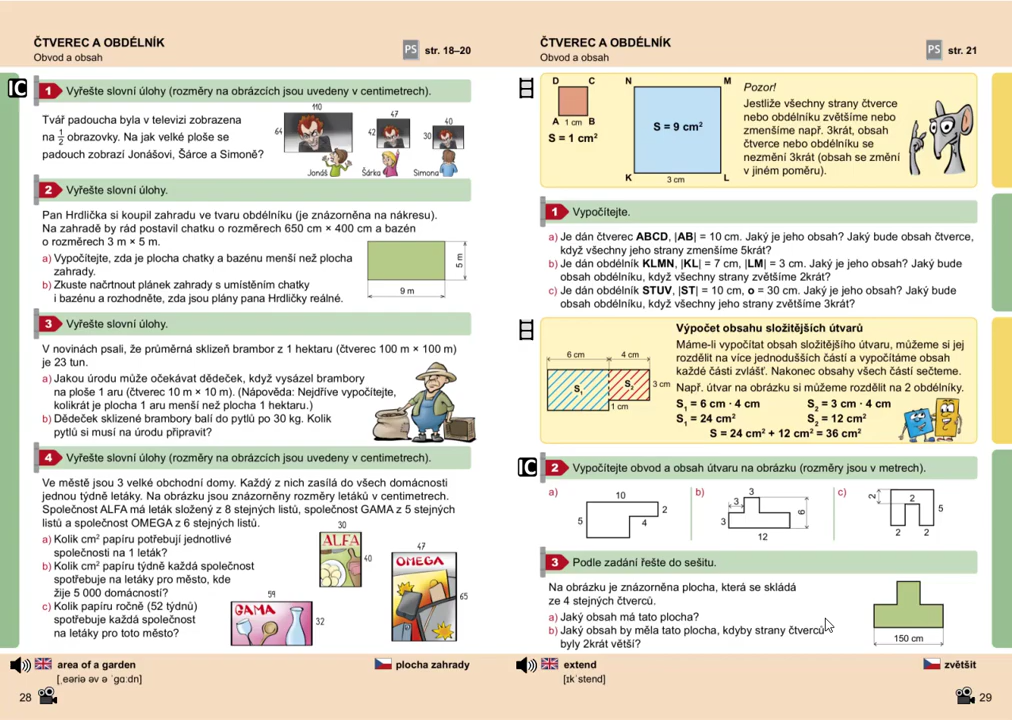 ČTVEREC A OBDÉLNÍK
Obvod a obsah
PS str. 18–20
IC
1 Vyřešte slovní úlohy (rozměry na obrázcích jsou uvedeny v centimetrech).
Tvář padoucha byla v televizi zobrazena
na 1/2 obrazovky. Na jak velké ploše se
padouch zobrazí Jonášovi, Šárce a Simoně?
110
64
47
42
40
30
Jonáš
Šárka
Simona
2 Vyřešte slovní úlohy.
Pan Hrdlička si koupil zahradu ve tvaru obdélníku (je znázorněna na nákresu).
Na zahradě by rád postavil chatku o rozměrech 650 cm × 400 cm a bazén
o rozměrech 3 m × 5 m.
a) Vypočítejte, zda je plocha chatky a bazénu menší než plocha
zahrady.
b) Zkuste načrtnout plánek zahrady s umístěním chatky
i bazénu a rozhodněte, zda jsou plány pana Hrdličky reálné.
5 m
9 m
3 Vyřešte slovní úlohy.
V novinách psali, že průměrná sklizeň brambor z 1 hektaru (čtverec 100 m × 100 m)
je 23 tun.
a) Jakou úrodu může očekávat dědeček, když vysázel brambory
na ploše 1 aru (čtverec 10 m × 10 m). (Nápověda: Nejdříve vypočítejte,
kolikrát je plocha 1 aru menší než plocha 1 hektaru.)
b) Dědeček sklizené brambory balí do pytlů po 30 kg. Kolik
pytlů si musí na úrodu připravit?
4 Vyřešte slovní úlohy (rozměry na obrázcích jsou uvedeny v centimetrech).
Ve městě jsou 3 velké obchodní domy. Každý z nich zasílá do všech domácností
jednou týdně letáky. Na obrázku jsou znázorněny rozměry letáků v centimetrech.
Společnost ALFA má leták složený z 8 stejných listů, společnost GAMA z 5 stejných
listů a společnost OMEGA z 6 stejných listů.
a) Kolik cm² papíru potřebují jednotlivé
společnosti na 1 leták?
b) Kolik cm² papíru týdně každá společnost
spotřebuje na letáky pro město, kde
žije 5 000 domácností?
c) Kolik papíru ročně (52 týdnů)
spotřebuje každá společnost
na letáky pro toto město?
30
ALFA
40
47
OMEGA
65
59
GAMA
32
area of a garden
[ˌeəriə əv ə ˈgɑːdn]
plocha zahrady
28
ČTVEREC A OBDÉLNÍK
Obvod a obsah
PS str. 21
D C
A 1 cm B
S = 1 cm²
N M
S = 9 cm²
K 3 cm L
Pozor!
Jestliže všechny strany čtverce
nebo obdélníku zvětšíme nebo
zmenšíme např. 3krát, obsah
čtverce nebo obdélníku se
nezmění 3krát (obsah se změní
v jiném poměru).
1 Vypočítejte.
a) Je dán čtverec ABCD, |AB| = 10 cm. Jaký je jeho obsah? Jaký bude obsah čtverce,
když všechny jeho strany zmenšíme 5krát?
b) Je dán obdélník KLMN, |KL| = 7 cm, |LM| = 3 cm. Jaký je jeho obsah? Jaký bude
obsah obdélníku, když všechny strany zvětšíme 2krát?
c) Je dán obdélník STUV, |ST| = 10 cm, o = 30 cm. Jaký je jeho obsah? Jaký bude
obsah obdélníku, když všechny jeho strany zvětšíme 3krát?
Výpočet obsahu složitějších útvarů
Máme-li vypočítat obsah složitějšího útvaru, můžeme si jej
rozdělit na více jednodušších částí a vypočítáme obsah
každé části zvlášť. Nakonec obsahy všech částí sečteme.
Např. útvar na obrázku si můžeme rozdělit na 2 obdélníky.
S₁ = 6 cm · 4 cm S₂ = 3 cm · 4 cm
S₁ = 24 cm² S₂ = 12 cm²
S = 24 cm² + 12 cm² = 36 cm²
6 cm 4 cm
S₁ S₂
3 cm
1 cm
IC
2 Vypočítejte obvod a obsah útvaru na obrázku (rozměry jsou v metrech).
a)
10
5
2
4
b)
3
3
3
6
12
c)
2
2
5
2 2
3 Podle zadání řešte do sešitu.
Na obrázku je znázorněna plocha, která se skládá
ze 4 stejných čtverců.
a) Jaký obsah má tato plocha?
b) Jaký obsah by měla tato plocha, kdyby strany čtverců
byly 2krát větší?
150 cm
extend
[ɪkˈstend]
zvětšit
29